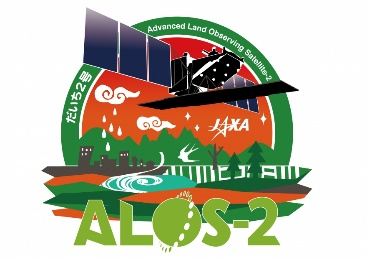 Advanced Land Observing Satellite-2
だいち2号
JAXA
ALOS-2